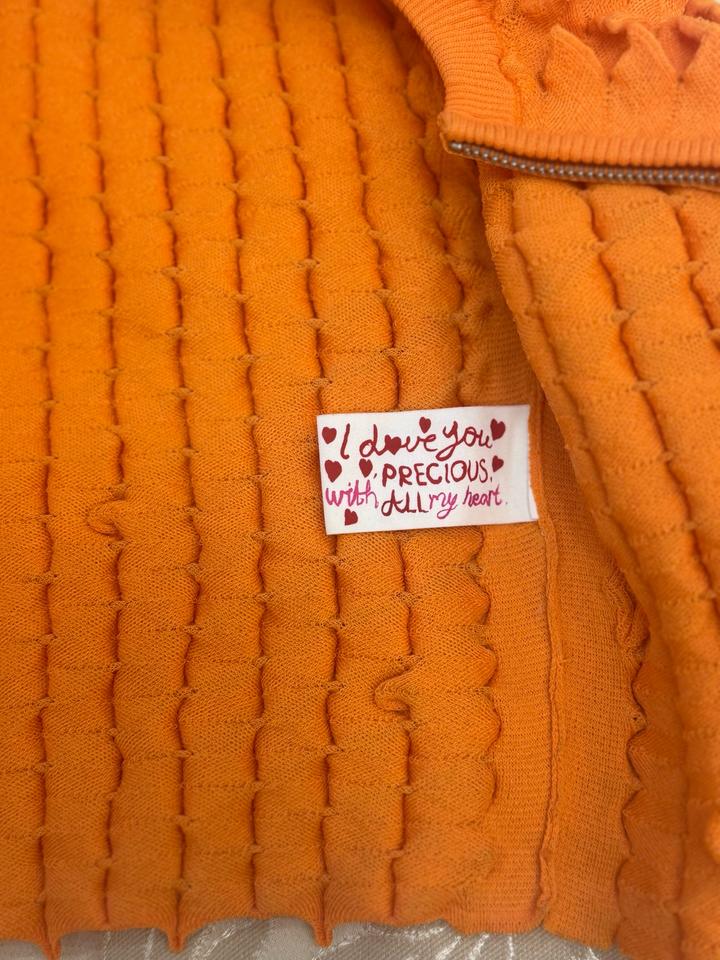 I love you
PRECIOUS,
with ALL my heart.